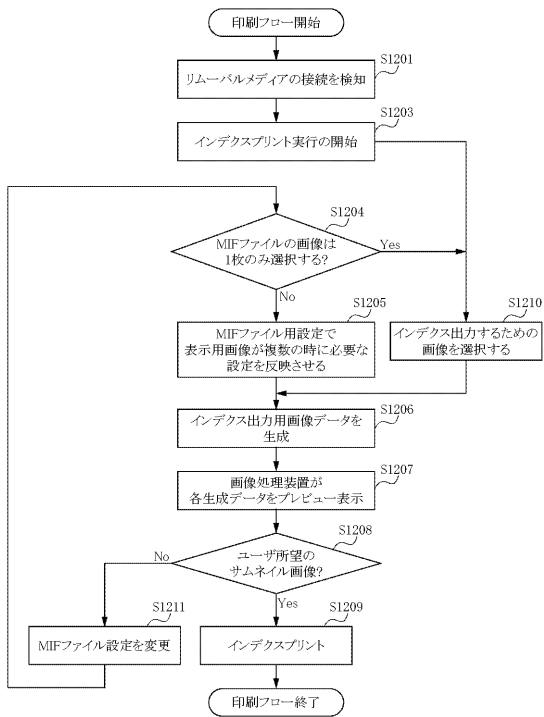 印刷フロー開始
S1201
リムーバルメディアの接続を検知
S1203
インデクスプリント実行の開始
S1204
MIFファイルの画像は
1枚のみ選択する?
Yes
No
S1205
MIFファイル用設定で
表示用画像が複数の時に必要な
設定を反映させる
S1210
インデクス出力するための
画像を選択する
S1206
インデクス出力用画像データを
生成
S1207
画像処理装置が
各生成データをプレビュー表示
S1208
ユーザ所望の
サムネイル画像?
No
Yes
S1211
MIFファイル設定を変更
S1209
インデクスプリント
印刷フロー終了